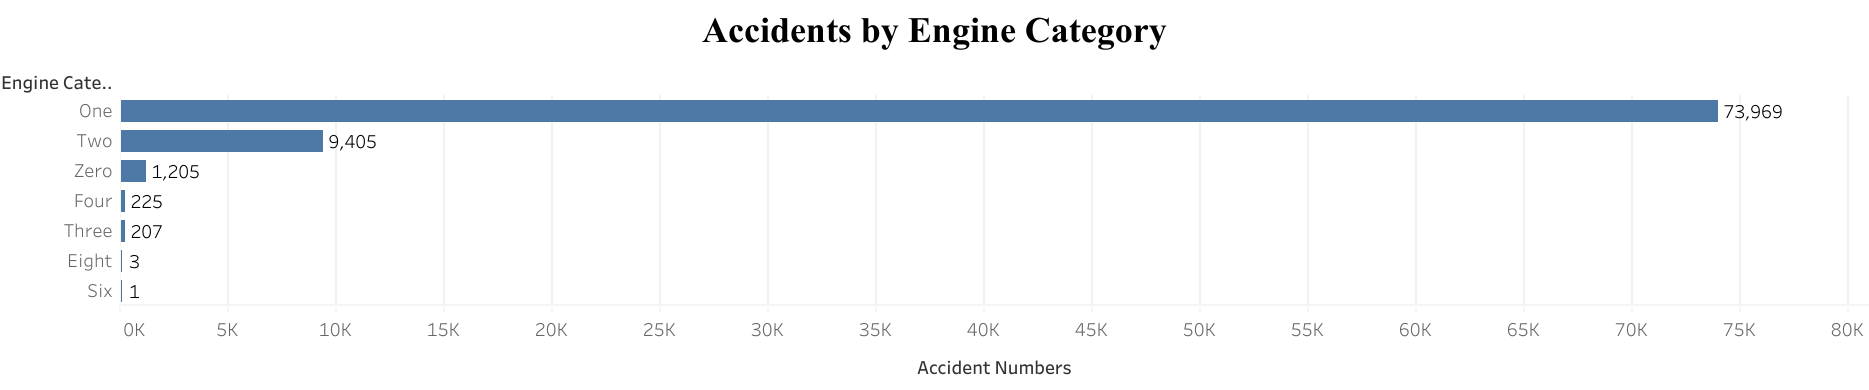 Accidents by Engine Category
Engine Cate..
One 73,969
Two 9,405
Zero 1,205
Four 225
Three 207
Eight 3
Six 1
0K 5K 10K 15K 20K 25K 30K 35K 40K 45K 50K 55K 60K 65K 70K 75K 80K
Accident Numbers